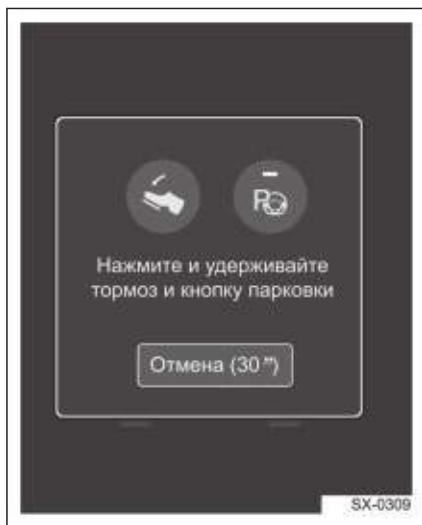 P
Нажмите и удерживайте
тормоз и кнопку парковки
Отмена (30")
SX-0309